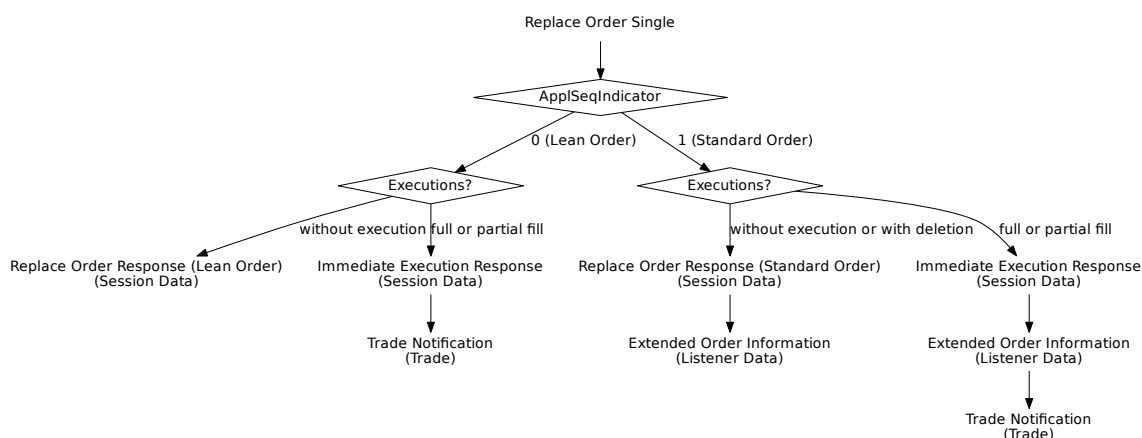 Replace Order Single
ApplSeqIndicator
0 (Lean Order)
1 (Standard Order)
Executions?
Executions?
without execution
full or partial fill
without execution or with deletion
full or partial fill
Replace Order Response (Lean Order)
(Session Data)
Immediate Execution Response
(Session Data)
Replace Order Response (Standard Order)
(Session Data)
Immediate Execution Response
(Session Data)
Trade Notification
(Trade)
Extended Order Information
(Listener Data)
Extended Order Information
(Listener Data)
Trade Notification
(Trade)